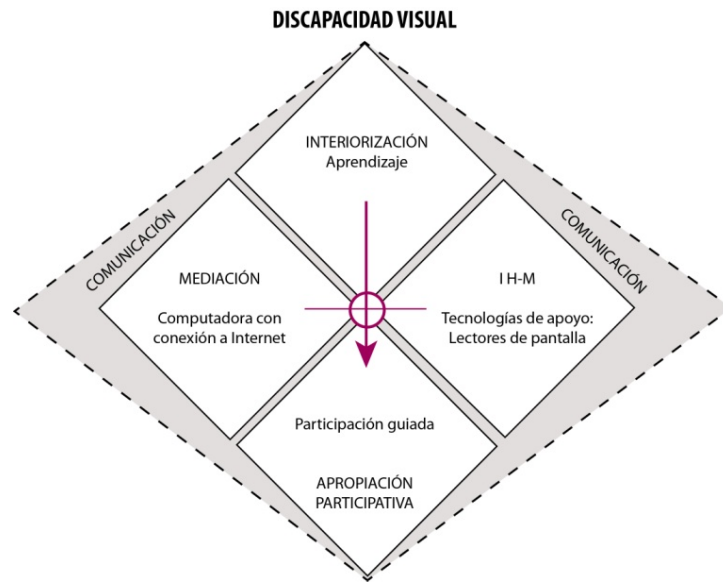 DISCAPACIDAD VISUAL
INTERIORIZACIÓN
Aprendizaje
COMUNICACIÓN
COMUNICACIÓN
MEDIACIÓN
Computadora con
conexión a Internet
I H-M
Tecnologías de apoyo:
Lectores de pantalla
Participación guiada
APROPIACIÓN
PARTICIPATIVA